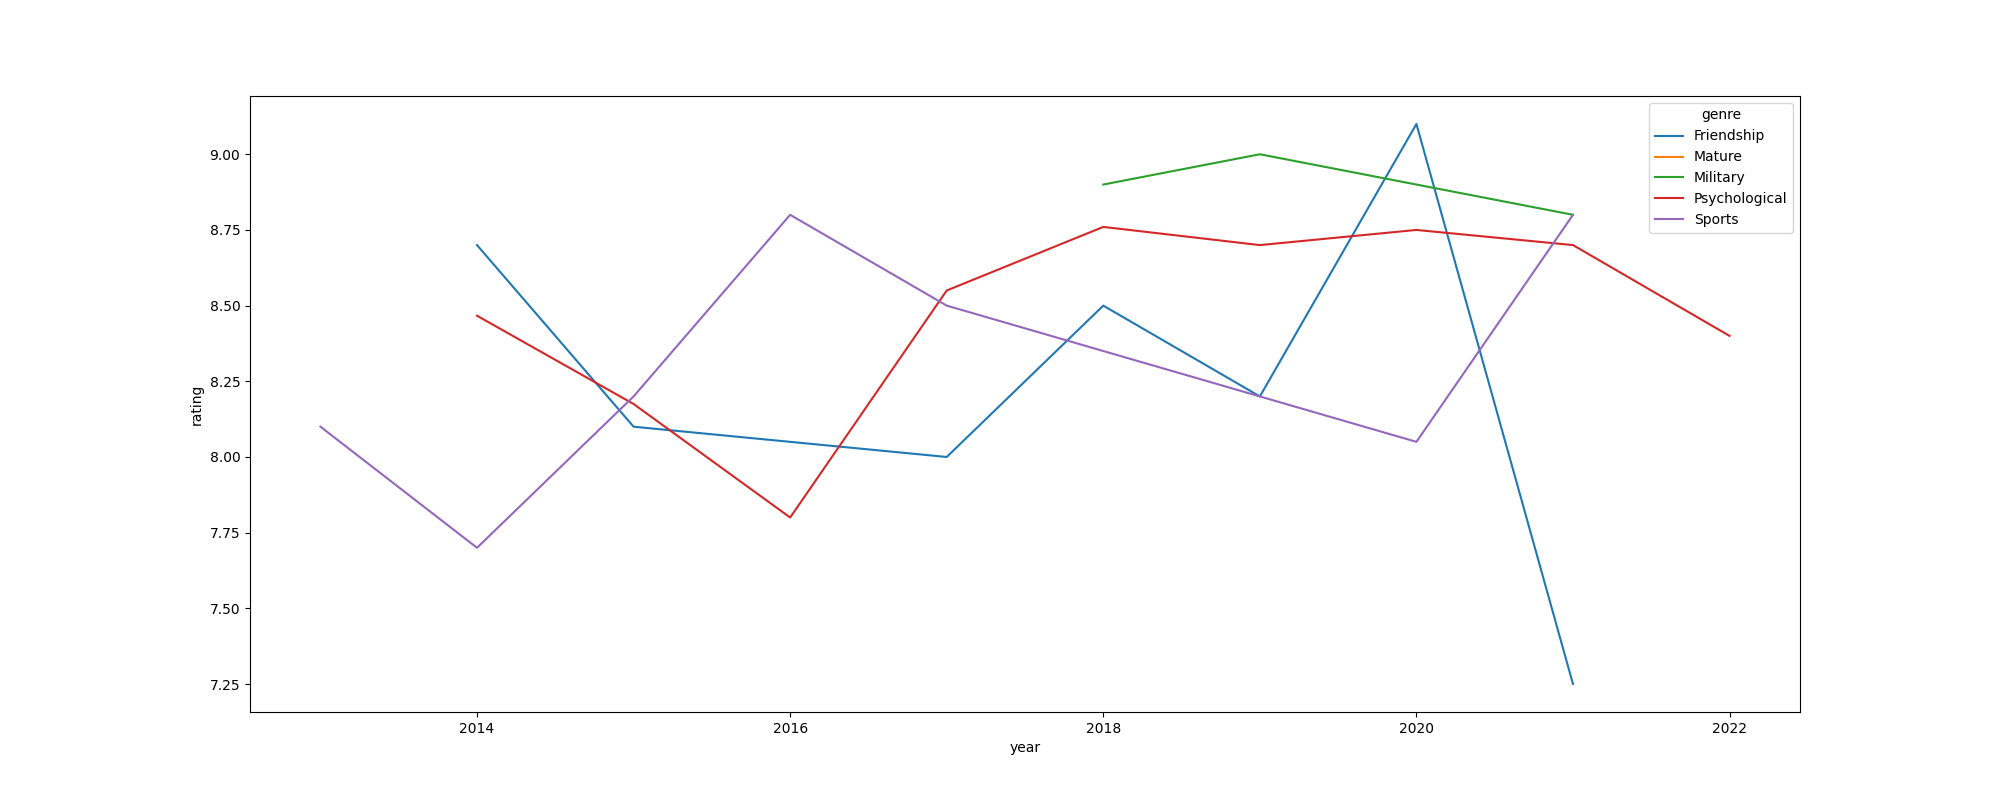 genre
Friendship
Mature
Military
Psychological
Sports
rating
9.00
8.75
8.50
8.25
8.00
7.75
7.50
7.25
2014 2016 2018 2020 2022
year